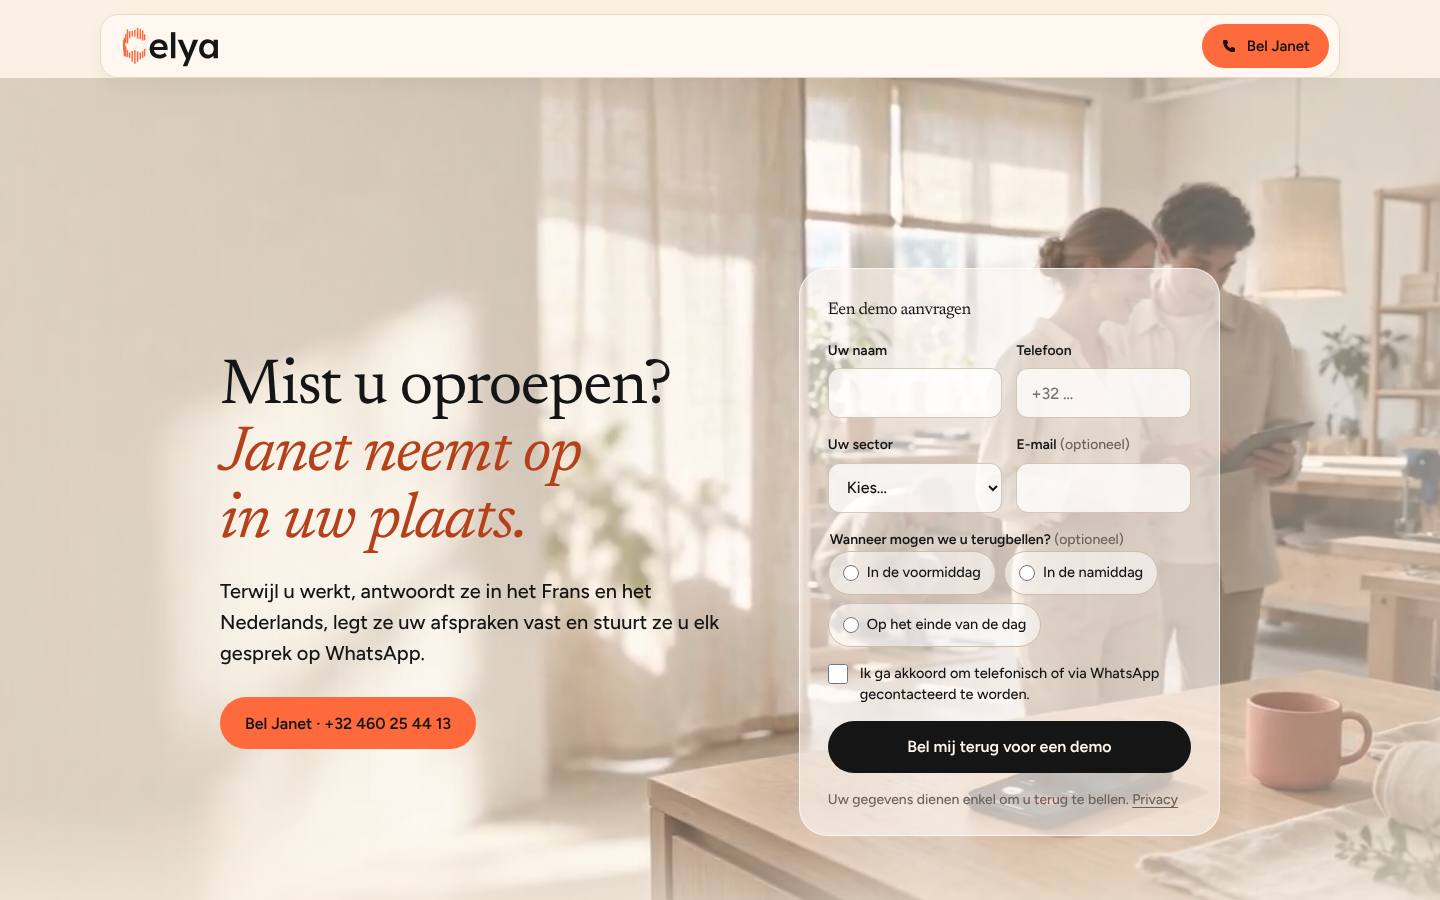 Celya
Bel Janet
Mist u oproepen?
Janet neemt op
in uw plaats.
Terwijl u werkt, antwoordt ze in het Frans en het
Nederlands, legt ze uw afspraken vast en stuurt ze u elk
gesprek op WhatsApp.
Bel Janet · +32 460 25 44 13
Een demo aanvragen
Uw naam
Telefoon
+32 ...
Uw sector
E-mail (optioneel)
Kies...
Wanneer mogen we u terugbellen? (optioneel)
In de voormiddag
In de namiddag
Op het einde van de dag
Ik ga akkoord om telefonisch of via WhatsApp
gecontacteerd te worden.
Bel mij terug voor een demo
Uw gegevens dienen enkel om u terug te bellen. Privacy